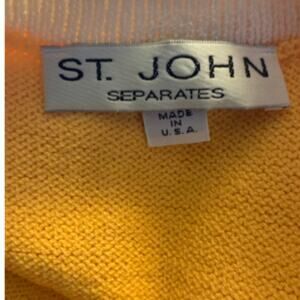 ST. JOHN
SEPARATES
MADE
IN
U.S.A.